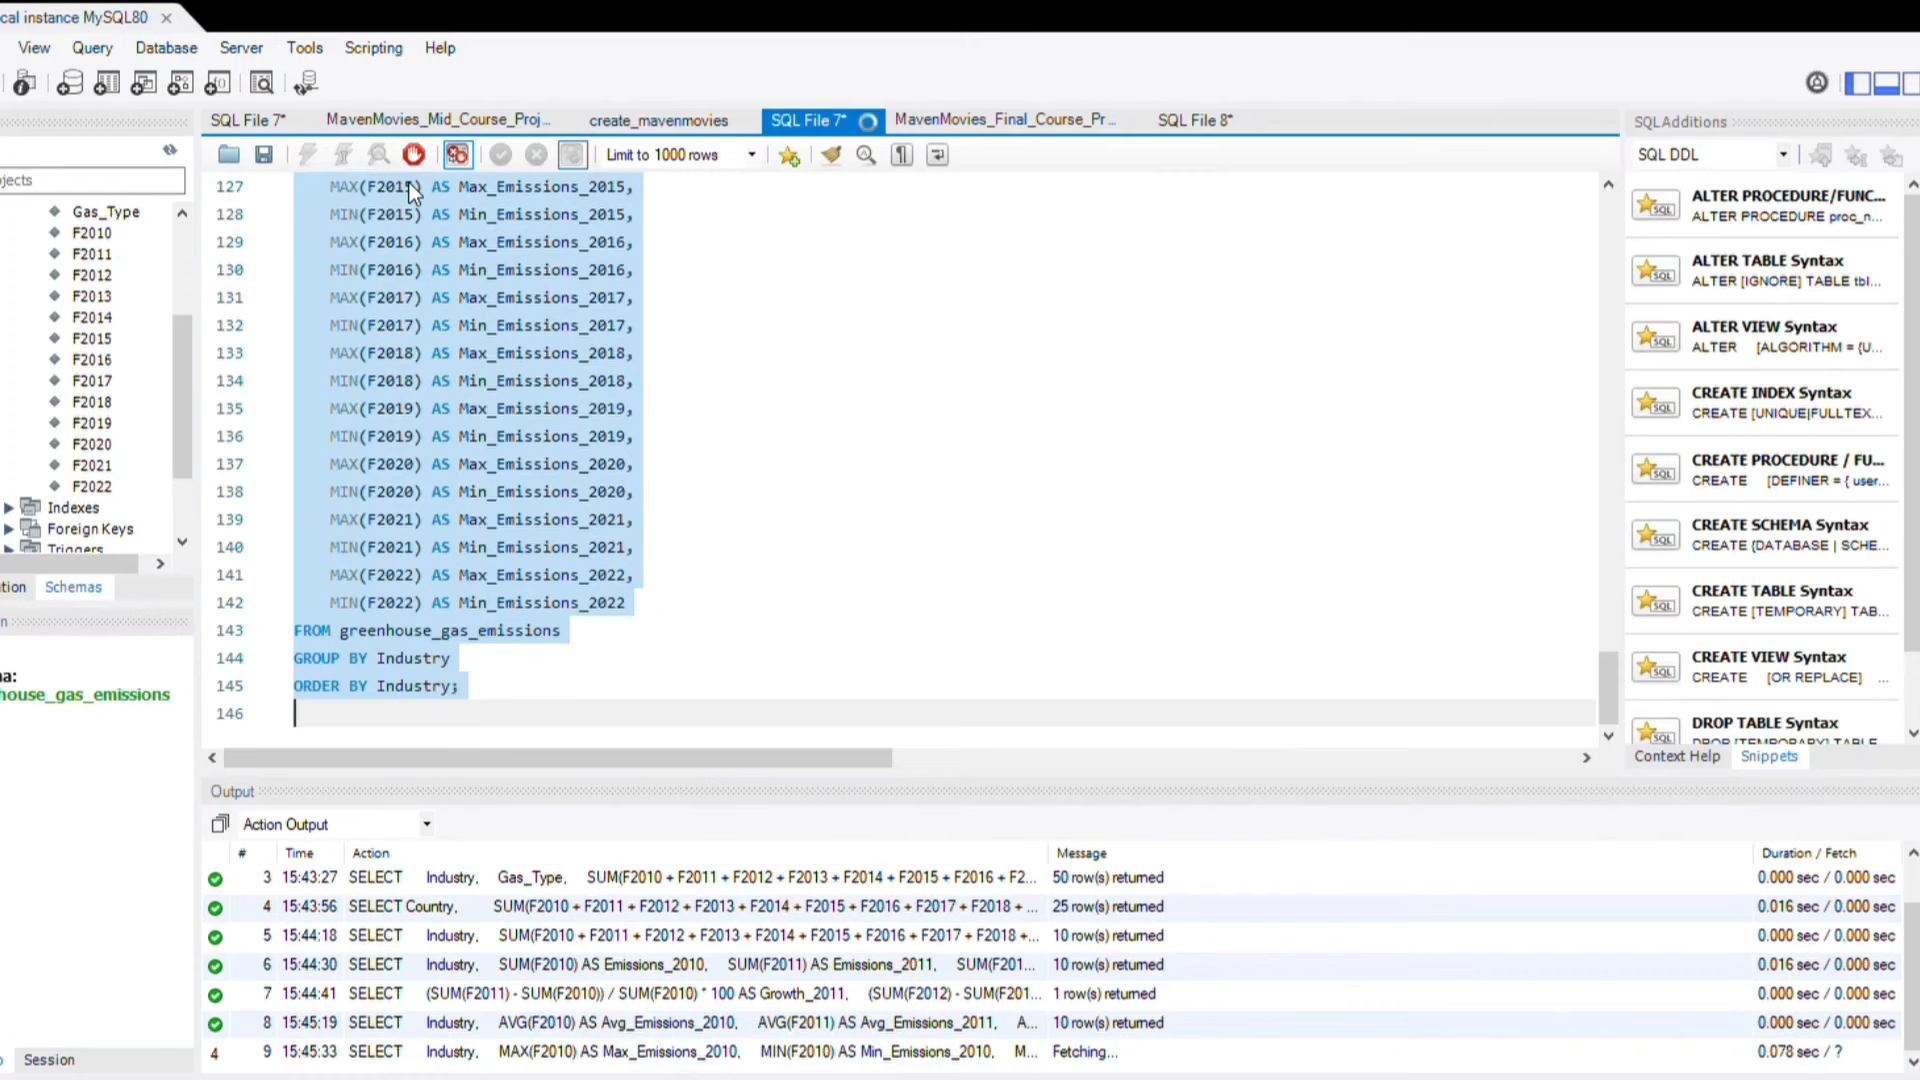 cal instance MySQL80
View Query Database Server Tools Scripting Help
SQL File 7* MavenMovies_Mid_Course_Proj... create_mavenmovies SQL File 7* MavenMovies_Final_Course_Pr... SQL File 8*
SQLAdditions
Limit to 1000 rows
SQL DDL
jects
Gas_Type
F2010
F2011
F2012
F2013
F2014
F2015
F2016
F2017
F2018
F2019
F2020
F2021
F2022
Indexes
Foreign Keys
Triggers
tion Schemas
n
na:
house_gas_emissions
Session
127 MAX(F2015) AS Max_Emissions_2015,
128 MIN(F2015) AS Min_Emissions_2015,
129 MAX(F2016) AS Max_Emissions_2016,
130 MIN(F2016) AS Min_Emissions_2016,
131 MAX(F2017) AS Max_Emissions_2017,
132 MIN(F2017) AS Min_Emissions_2017,
133 MAX(F2018) AS Max_Emissions_2018,
134 MIN(F2018) AS Min_Emissions_2018,
135 MAX(F2019) AS Max_Emissions_2019,
136 MIN(F2019) AS Min_Emissions_2019,
137 MAX(F2020) AS Max_Emissions_2020,
138 MIN(F2020) AS Min_Emissions_2020,
139 MAX(F2021) AS Max_Emissions_2021,
140 MIN(F2021) AS Min_Emissions_2021,
141 MAX(F2022) AS Max_Emissions_2022,
142 MIN(F2022) AS Min_Emissions_2022
143 FROM greenhouse_gas_emissions
144 GROUP BY Industry
145 ORDER BY Industry;
146
ALTER PROCEDURE/FUNC...
ALTER PROCEDURE proc_n...
ALTER TABLE Syntax
ALTER [IGNORE] TABLE tbl...
ALTER VIEW Syntax
ALTER [ALGORITHM = {U...
CREATE INDEX Syntax
CREATE [UNIQUE|FULLTEX...
CREATE PROCEDURE / FU...
CREATE [DEFINER = { user...
CREATE SCHEMA Syntax
CREATE {DATABASE | SCHE...
CREATE TABLE Syntax
CREATE [TEMPORARY] TAB...
CREATE VIEW Syntax
CREATE [OR REPLACE] ...
DROP TABLE Syntax
DROP [TEMPORARY] TABLE
Context Help Snippets
Output
Action Output
# Time Action Message Duration / Fetch
3 15:43:27 SELECT Industry, Gas_Type, SUM(F2010 + F2011 + F2012 + F2013 + F2014 + F2015 + F2016 + F2... 50 row(s) returned 0.000 sec / 0.000 sec
4 15:43:56 SELECT Country, SUM(F2010 + F2011 + F2012 + F2013 + F2014 + F2015 + F2016 + F2017 + F2018 + ... 25 row(s) returned 0.016 sec / 0.000 sec
5 15:44:18 SELECT Industry, SUM(F2010 + F2011 + F2012 + F2013 + F2014 + F2015 + F2016 + F2017 + F2018 +... 10 row(s) returned 0.000 sec / 0.000 sec
6 15:44:30 SELECT Industry, SUM(F2010) AS Emissions_2010, SUM(F2011) AS Emissions_2011, SUM(F201... 10 row(s) returned 0.016 sec / 0.000 sec
7 15:44:41 SELECT (SUM(F2011) - SUM(F2010)) / SUM(F2010) * 100 AS Growth_2011, (SUM(F2012) - SUM(F201... 1 row(s) returned 0.000 sec / 0.000 sec
8 15:45:19 SELECT Industry, AVG(F2010) AS Avg_Emissions_2010, AVG(F2011) AS Avg_Emissions_2011, A... 10 row(s) returned 0.000 sec / 0.000 sec
4 9 15:45:33 SELECT Industry, MAX(F2010) AS Max_Emissions_2010, MIN(F2010) AS Min_Emissions_2010, M... Fetching... 0.078 sec / ?